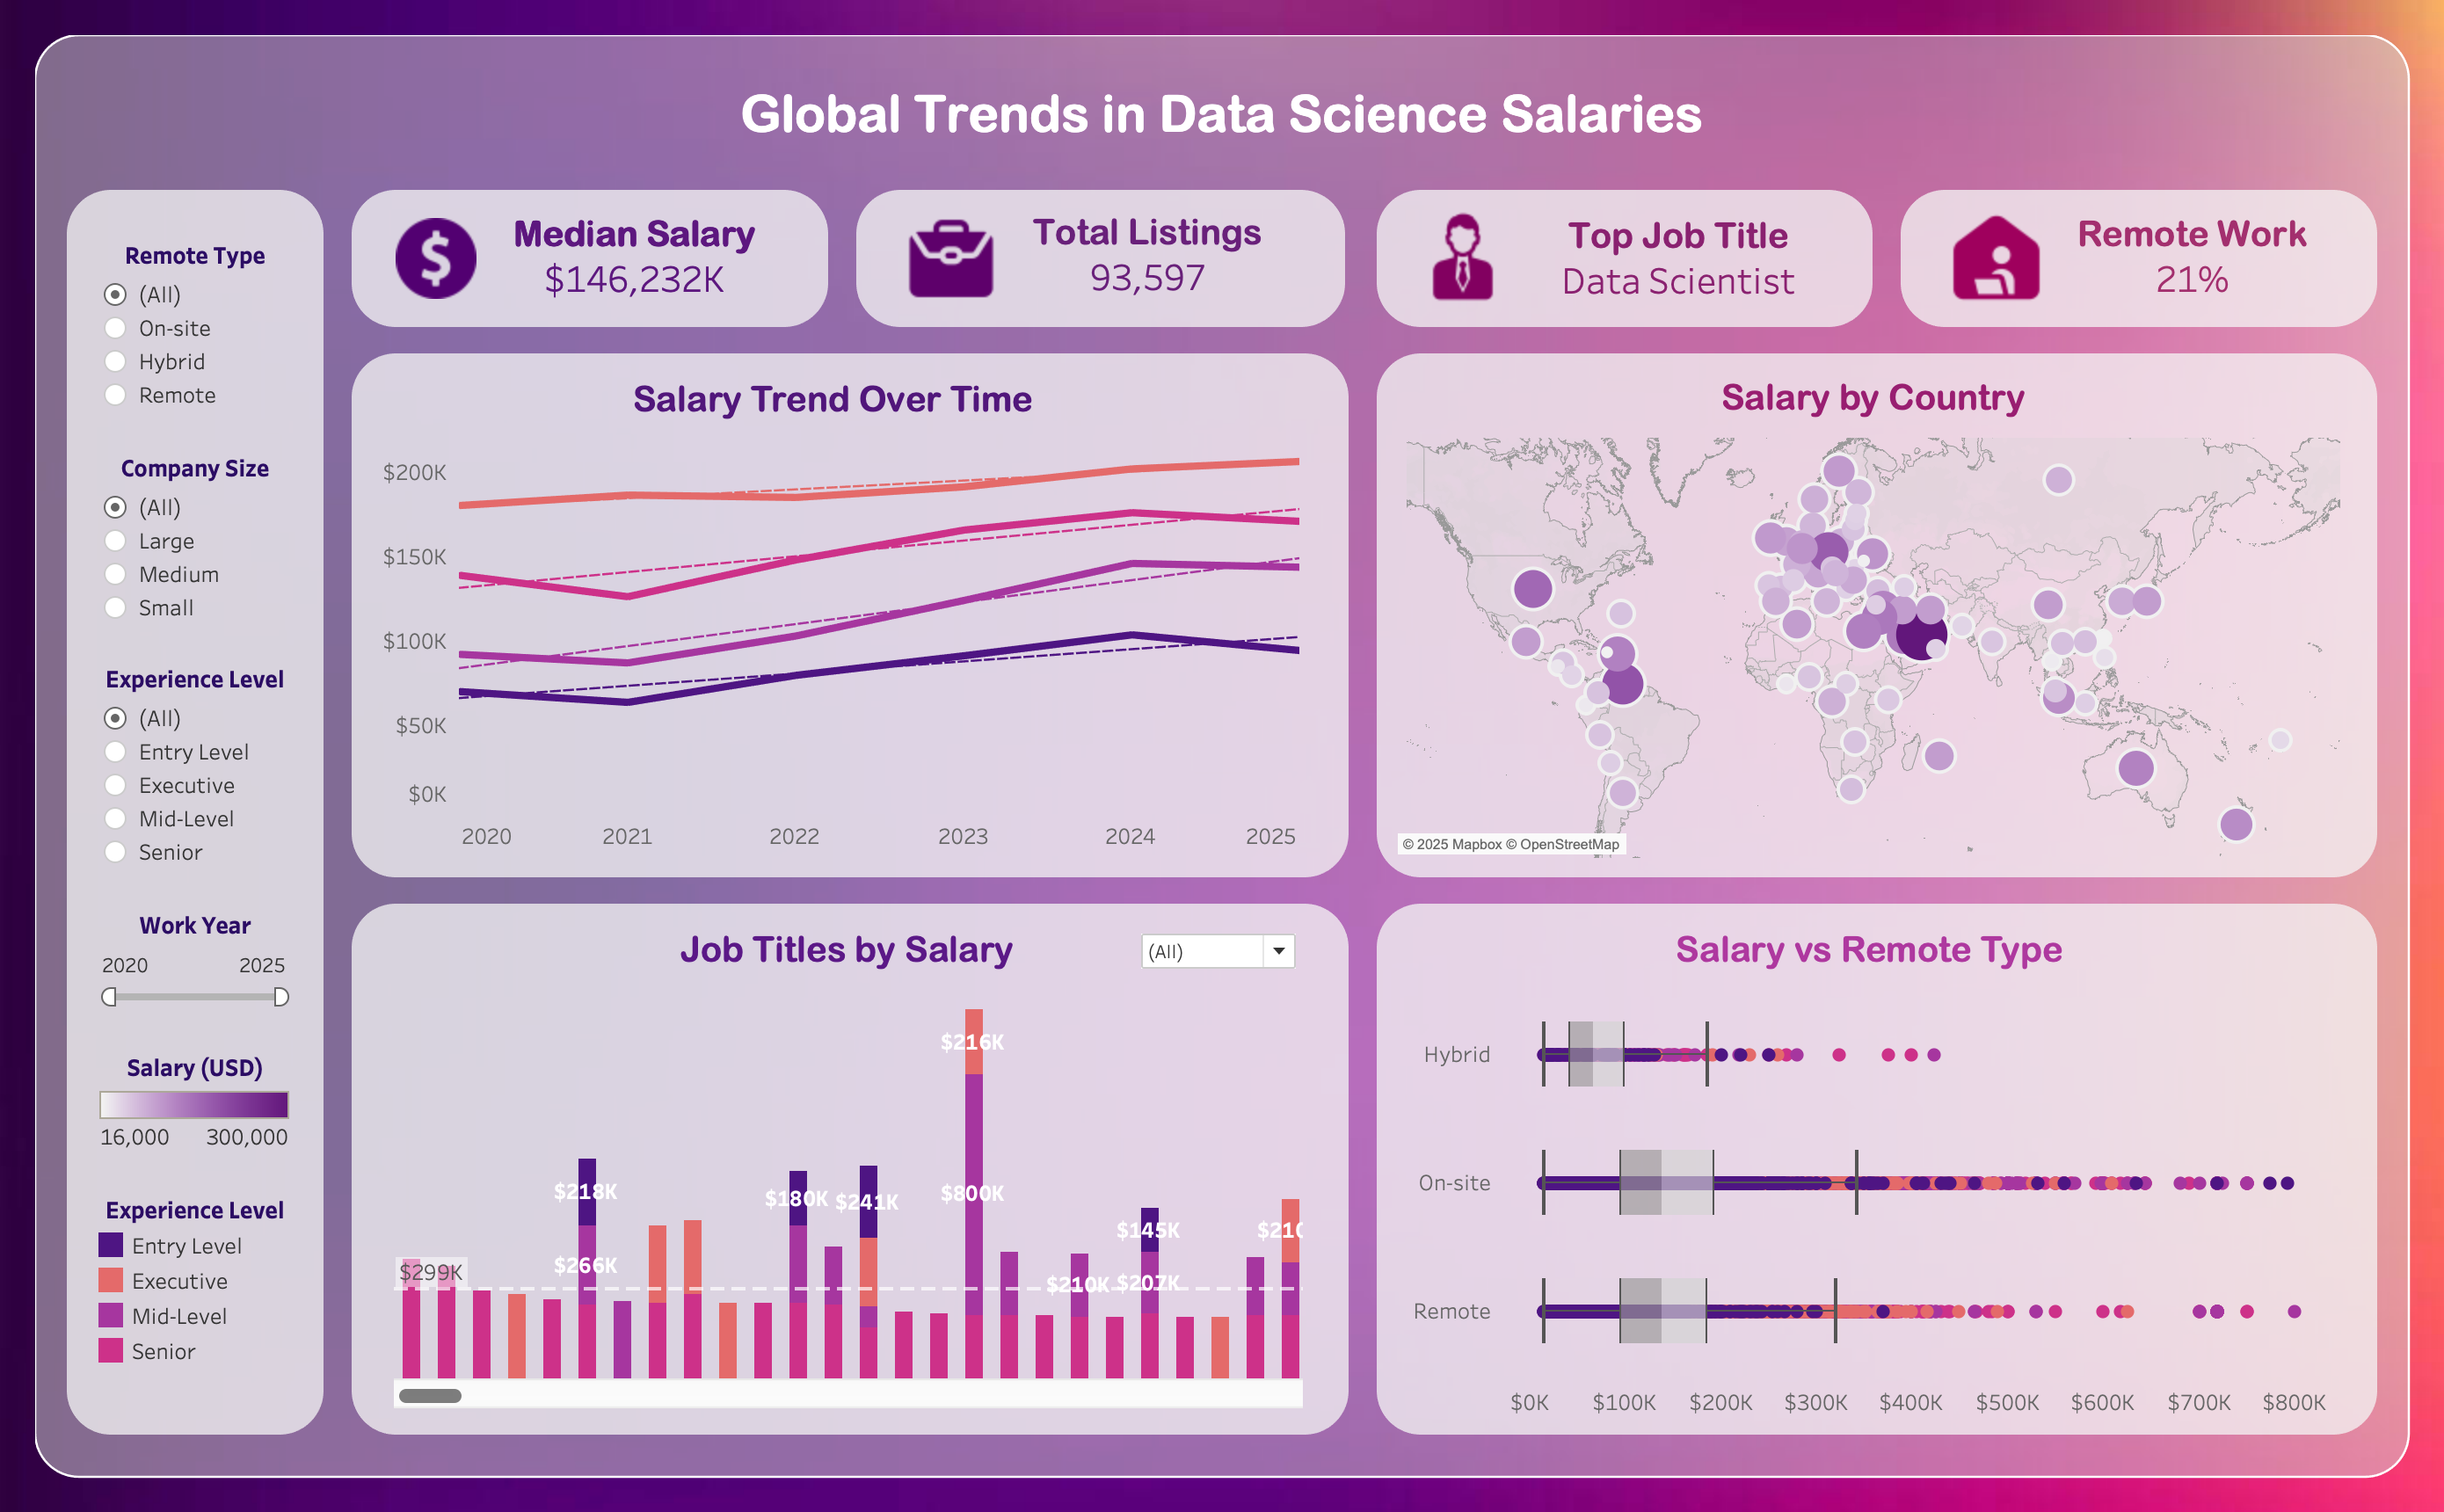 Global Trends in Data Science Salaries
Remote Type
(All)
On-site
Hybrid
Remote
Company Size
(All)
Large
Medium
Small
Experience Level
(All)
Entry Level
Executive
Mid-Level
Senior
Work Year
2020 2025
Salary (USD)
16,000 300,000
Experience Level
Entry Level
Executive
Mid-Level
Senior
Median Salary
$146,232K
Total Listings
93,597
Top Job Title
Data Scientist
Remote Work
21%
Salary Trend Over Time
$200K
$150K
$100K
$50K
$0K
2020 2021 2022 2023 2024 2025
Salary by Country
© 2025 Mapbox © OpenStreetMap
Job Titles by Salary
(All)
$216K
$218K $180K $241K $800K
$145K $210
$266K $299K
$210K $207K
Salary vs Remote Type
Hybrid
On-site
Remote
$0K $100K $200K $300K $400K $500K $600K $700K $800K